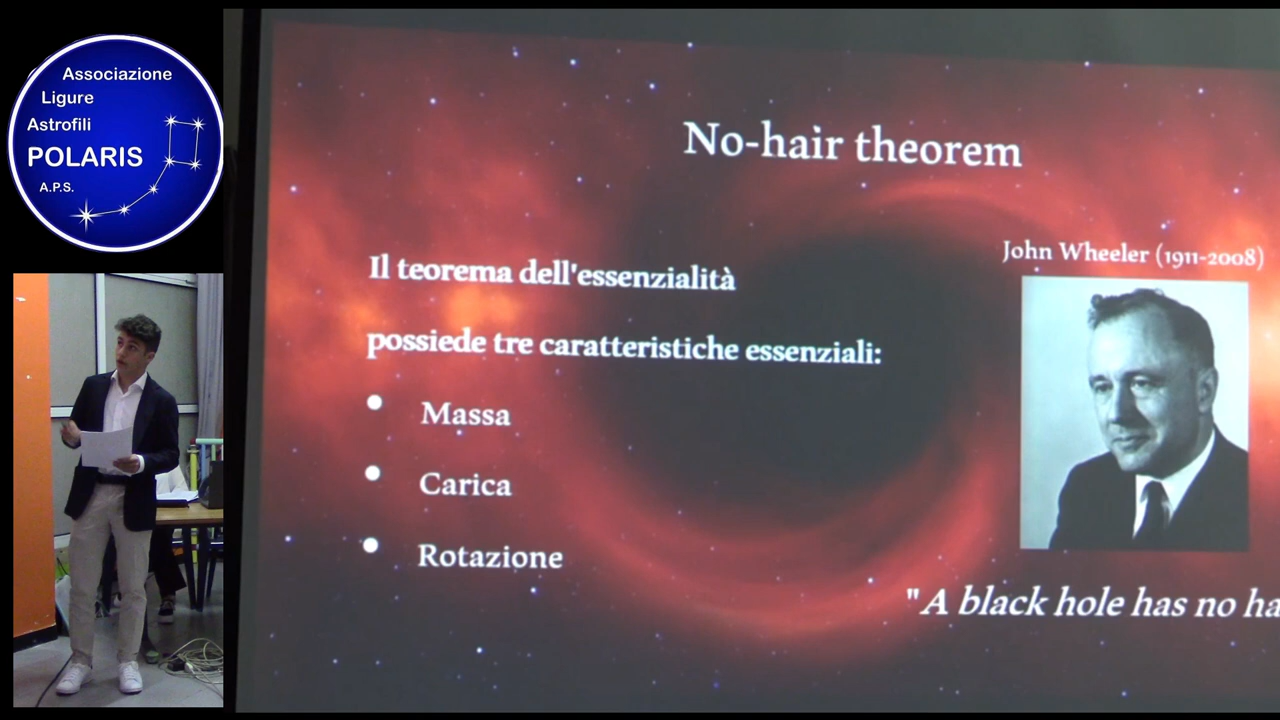 Associazione
Ligure
Astrofili
POLARIS
A.P.S.
No-hair theorem
Il teorema dell'essenzialità
possiede tre caratteristiche essenziali:
Massa
Carica
Rotazione
John Wheeler (1911-2008)
"A black hole has no